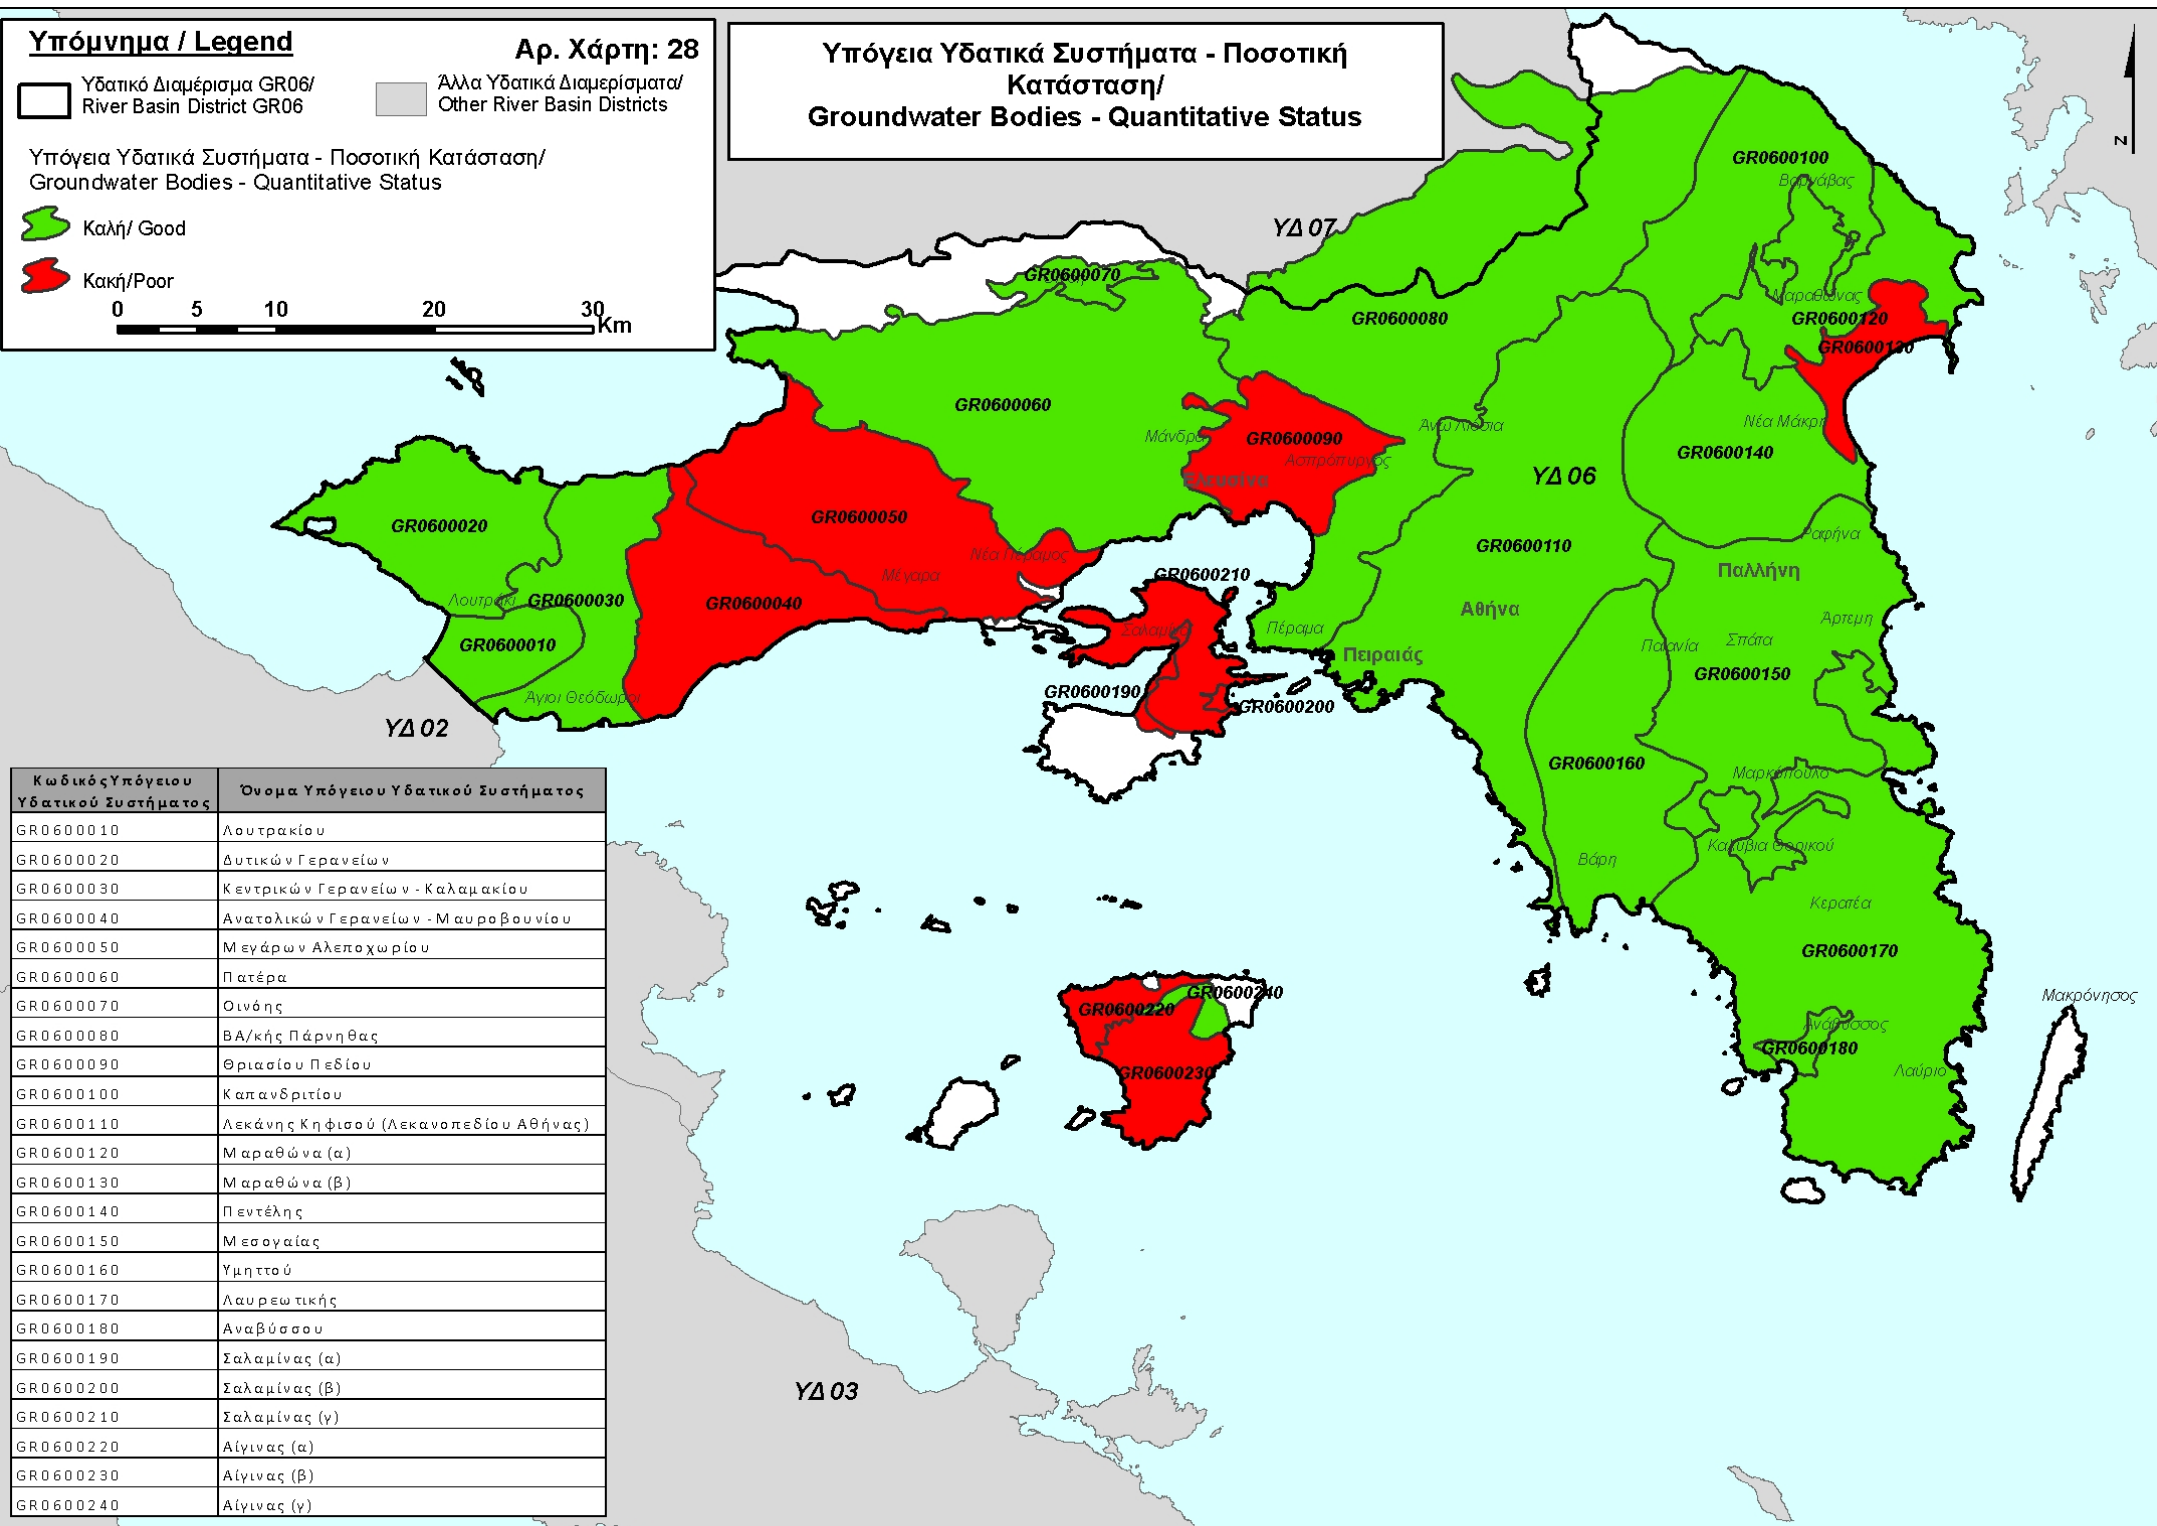 Υπόμνημα / Legend
Αρ. Χάρτη: 28
Υδατικό Διαμέρισμα GR06/
River Basin District GR06
Άλλα Υδατικά Διαμερίσματα/
Other River Basin Districts
Υπόγεια Υδατικά Συστήματα - Ποσοτική Κατάσταση/
Groundwater Bodies - Quantitative Status
Καλή/ Good
Κακή/Poor
0 5 10 20 30 Km
Υπόγεια Υδατικά Συστήματα - Ποσοτική
Κατάσταση/
Groundwater Bodies - Quantitative Status
N
GR0600100
Βαρνάβας
ΥΔ 07
GR0600070
Μαραθώνας
GR0600080
GR0600120
GR0600130
GR0600060
Νέα Μάκρη
Άνω Λιόσια
Μάνδρα
GR0600090
Ασπρόπυργος
GR0600140
Ελευσίνα
ΥΔ 06
GR0600050
GR0600020
Ραφήνα
GR0600110
Νέα Πέραμος
Παλλήνη
Μέγαρα
GR0600210
Λουτράκι
GR0600030
GR0600040
Αθήνα
Άρτεμη
Πέραμα
Σαλαμίνα
Σπάτα
GR0600010
Παιανία
Πειραιάς
GR0600150
GR0600190
Άγιοι Θεόδωροι
GR0600200
ΥΔ 02
GR0600160
Μαρκόπουλο
Καλύβια Θορικού
Βάρη
Κερατέα
GR0600170
GR0600240
Μακρόνησος
GR0600220
Ανάβυσσος
GR0600180
GR0600230
Λαύριο
ΥΔ 03
Κωδικός Υπόγειου
Υδατικού Συστήματος
Όνομα Υπόγειου Υδατικού Συστήματος
GR0600010 Λουτρακίου
GR0600020 Δυτικών Γερανείων
GR0600030 Κεντρικών Γερανείων - Καλαμακίου
GR0600040 Ανατολικών Γερανείων - Μαυροβουνίου
GR0600050 Μεγάρων Αλεποχωρίου
GR0600060 Πατέρα
GR0600070 Οινόης
GR0600080 ΒΑ/κής Πάρνηθας
GR0600090 Θριασίου Πεδίου
GR0600100 Καπανδριτίου
GR0600110 Λεκάνης Κηφισού (Λεκανοπεδίου Αθήνας)
GR0600120 Μαραθώνα (α)
GR0600130 Μαραθώνα (β)
GR0600140 Πεντέλης
GR0600150 Μεσογαίας
GR0600160 Υμηττού
GR0600170 Λαυρεωτικής
GR0600180 Αναβύσσου
GR0600190 Σαλαμίνας (α)
GR0600200 Σαλαμίνας (β)
GR0600210 Σαλαμίνας (γ)
GR0600220 Αίγινας (α)
GR0600230 Αίγινας (β)
GR0600240 Αίγινας (γ)